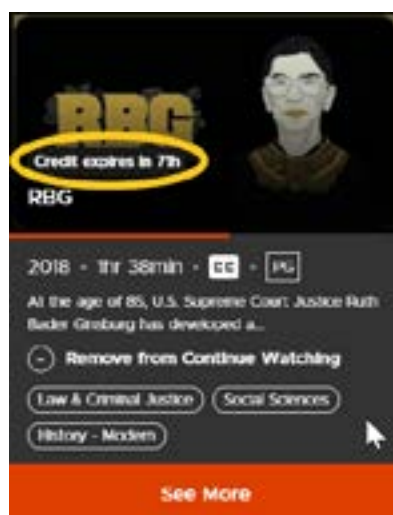 RBG
Credit expires in 71h
RBG
2018 • 1hr 38min • CC • PG
At the age of 85, U.S. Supreme Court Justice Ruth
Bader Ginsburg has developed a...
Remove from Continue Watching
Law & Criminal Justice
Social Sciences
History - Modern
See More